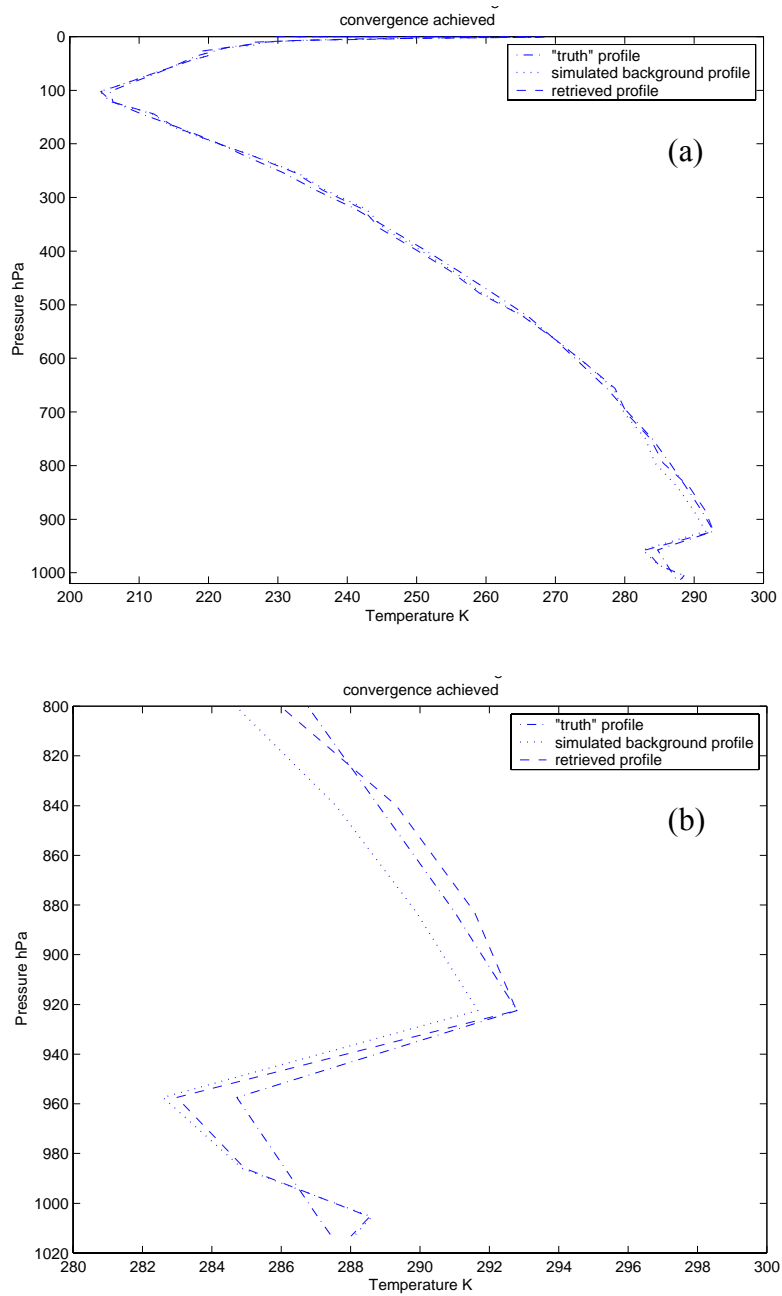 convergence achieved
0
100
200
300
400
500
600
700
800
900
1000
Pressure hPa
"truth" profile
simulated background profile
retrieved profile
(a)
200 210 220 230 240 250 260 270 280 290 300
Temperature K
convergence achieved
800
820
840
860
880
900
920
940
960
980
1000
1020
Pressure hPa
"truth" profile
simulated background profile
retrieved profile
(b)
280 282 284 286 288 290 292 294 296 298 300
Temperature K